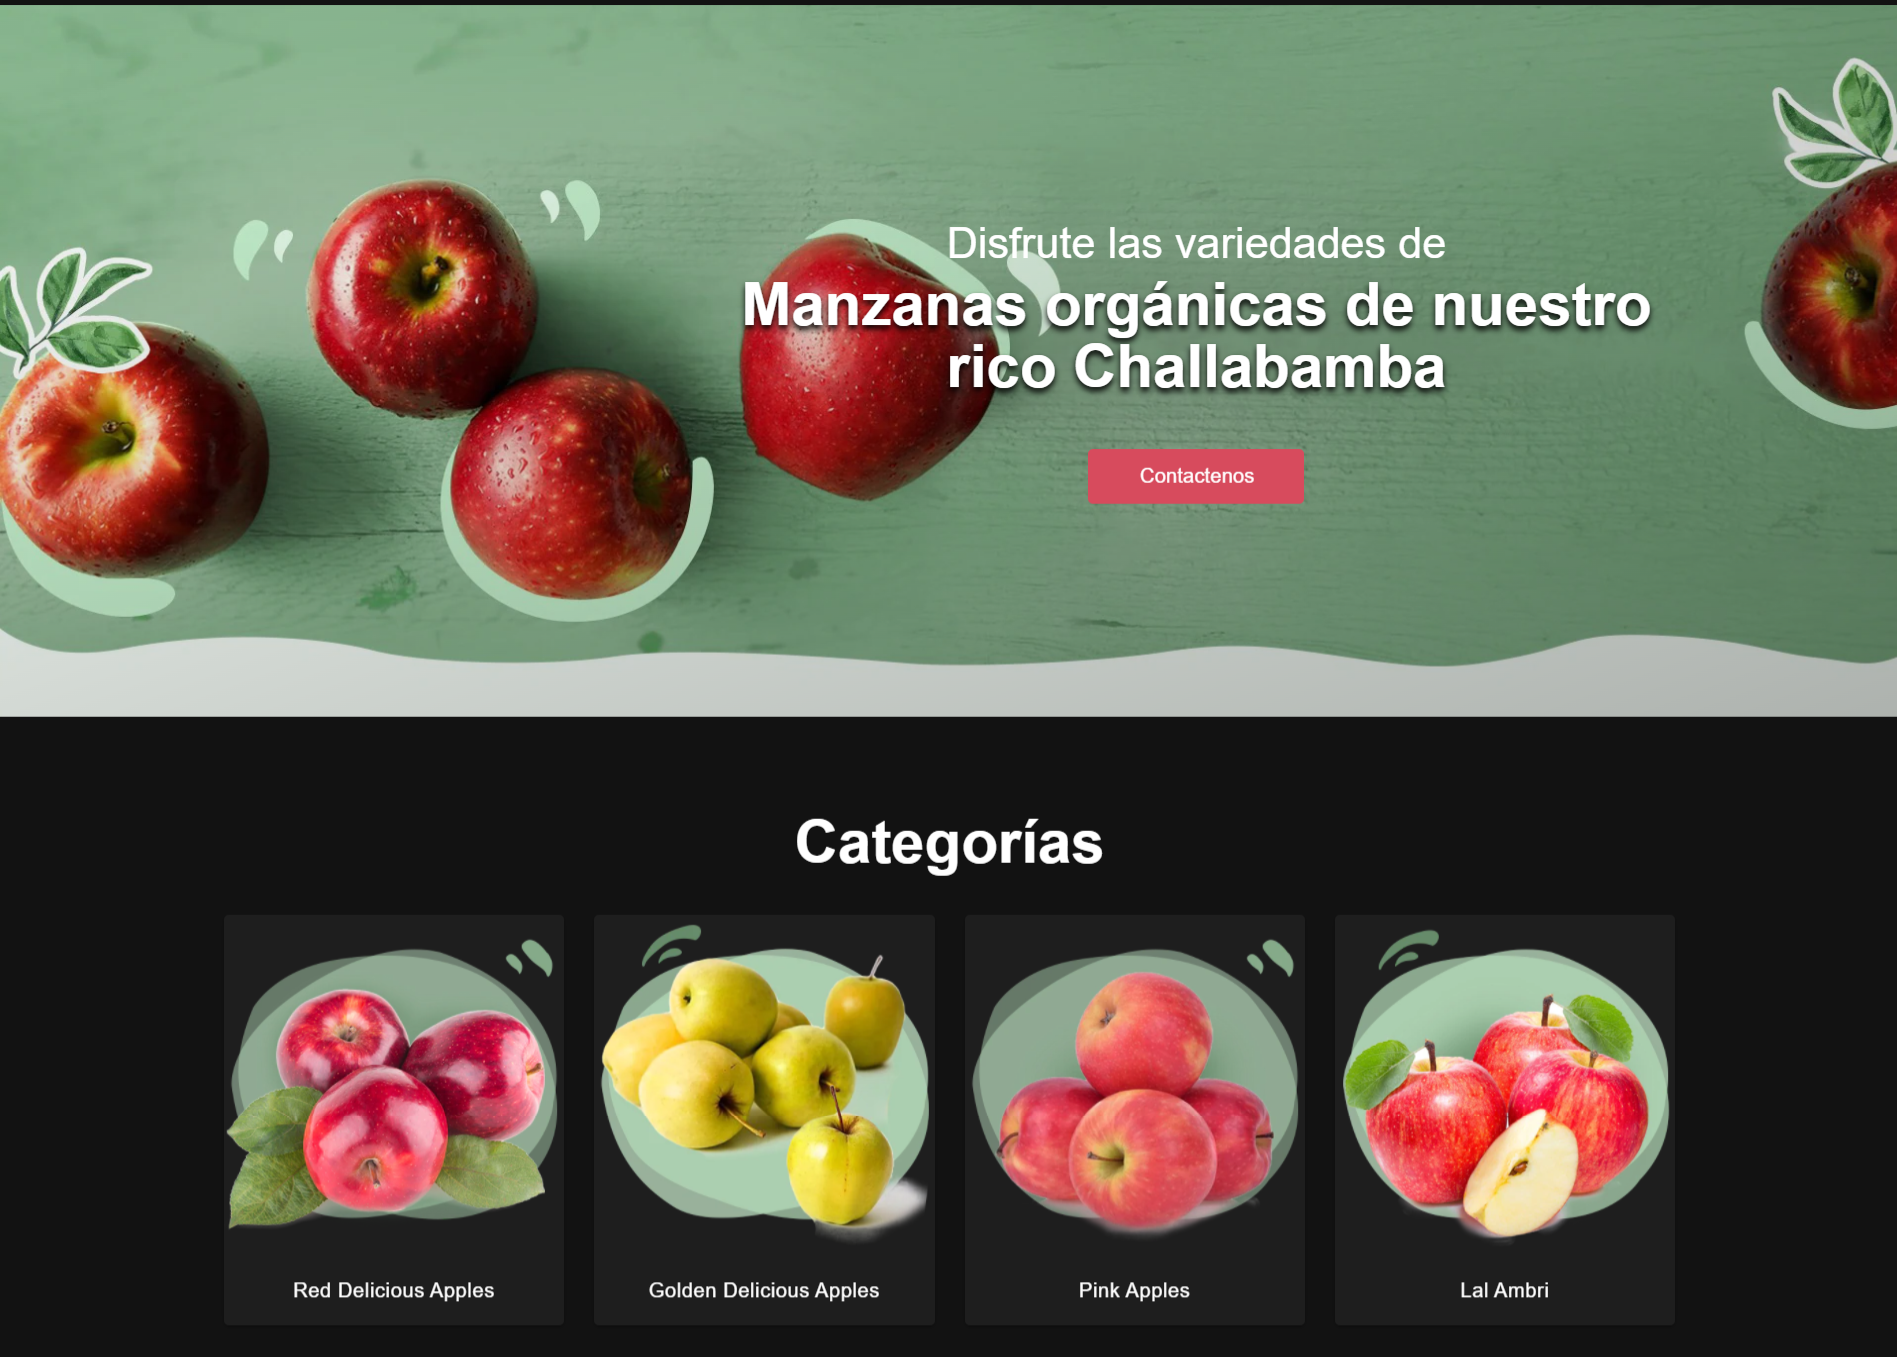 Disfrute las variedades de
Manzanas orgánicas de nuestro
rico Challabamba
Contactenos
Categorías
Red Delicious Apples
Golden Delicious Apples
Pink Apples
Lal Ambri